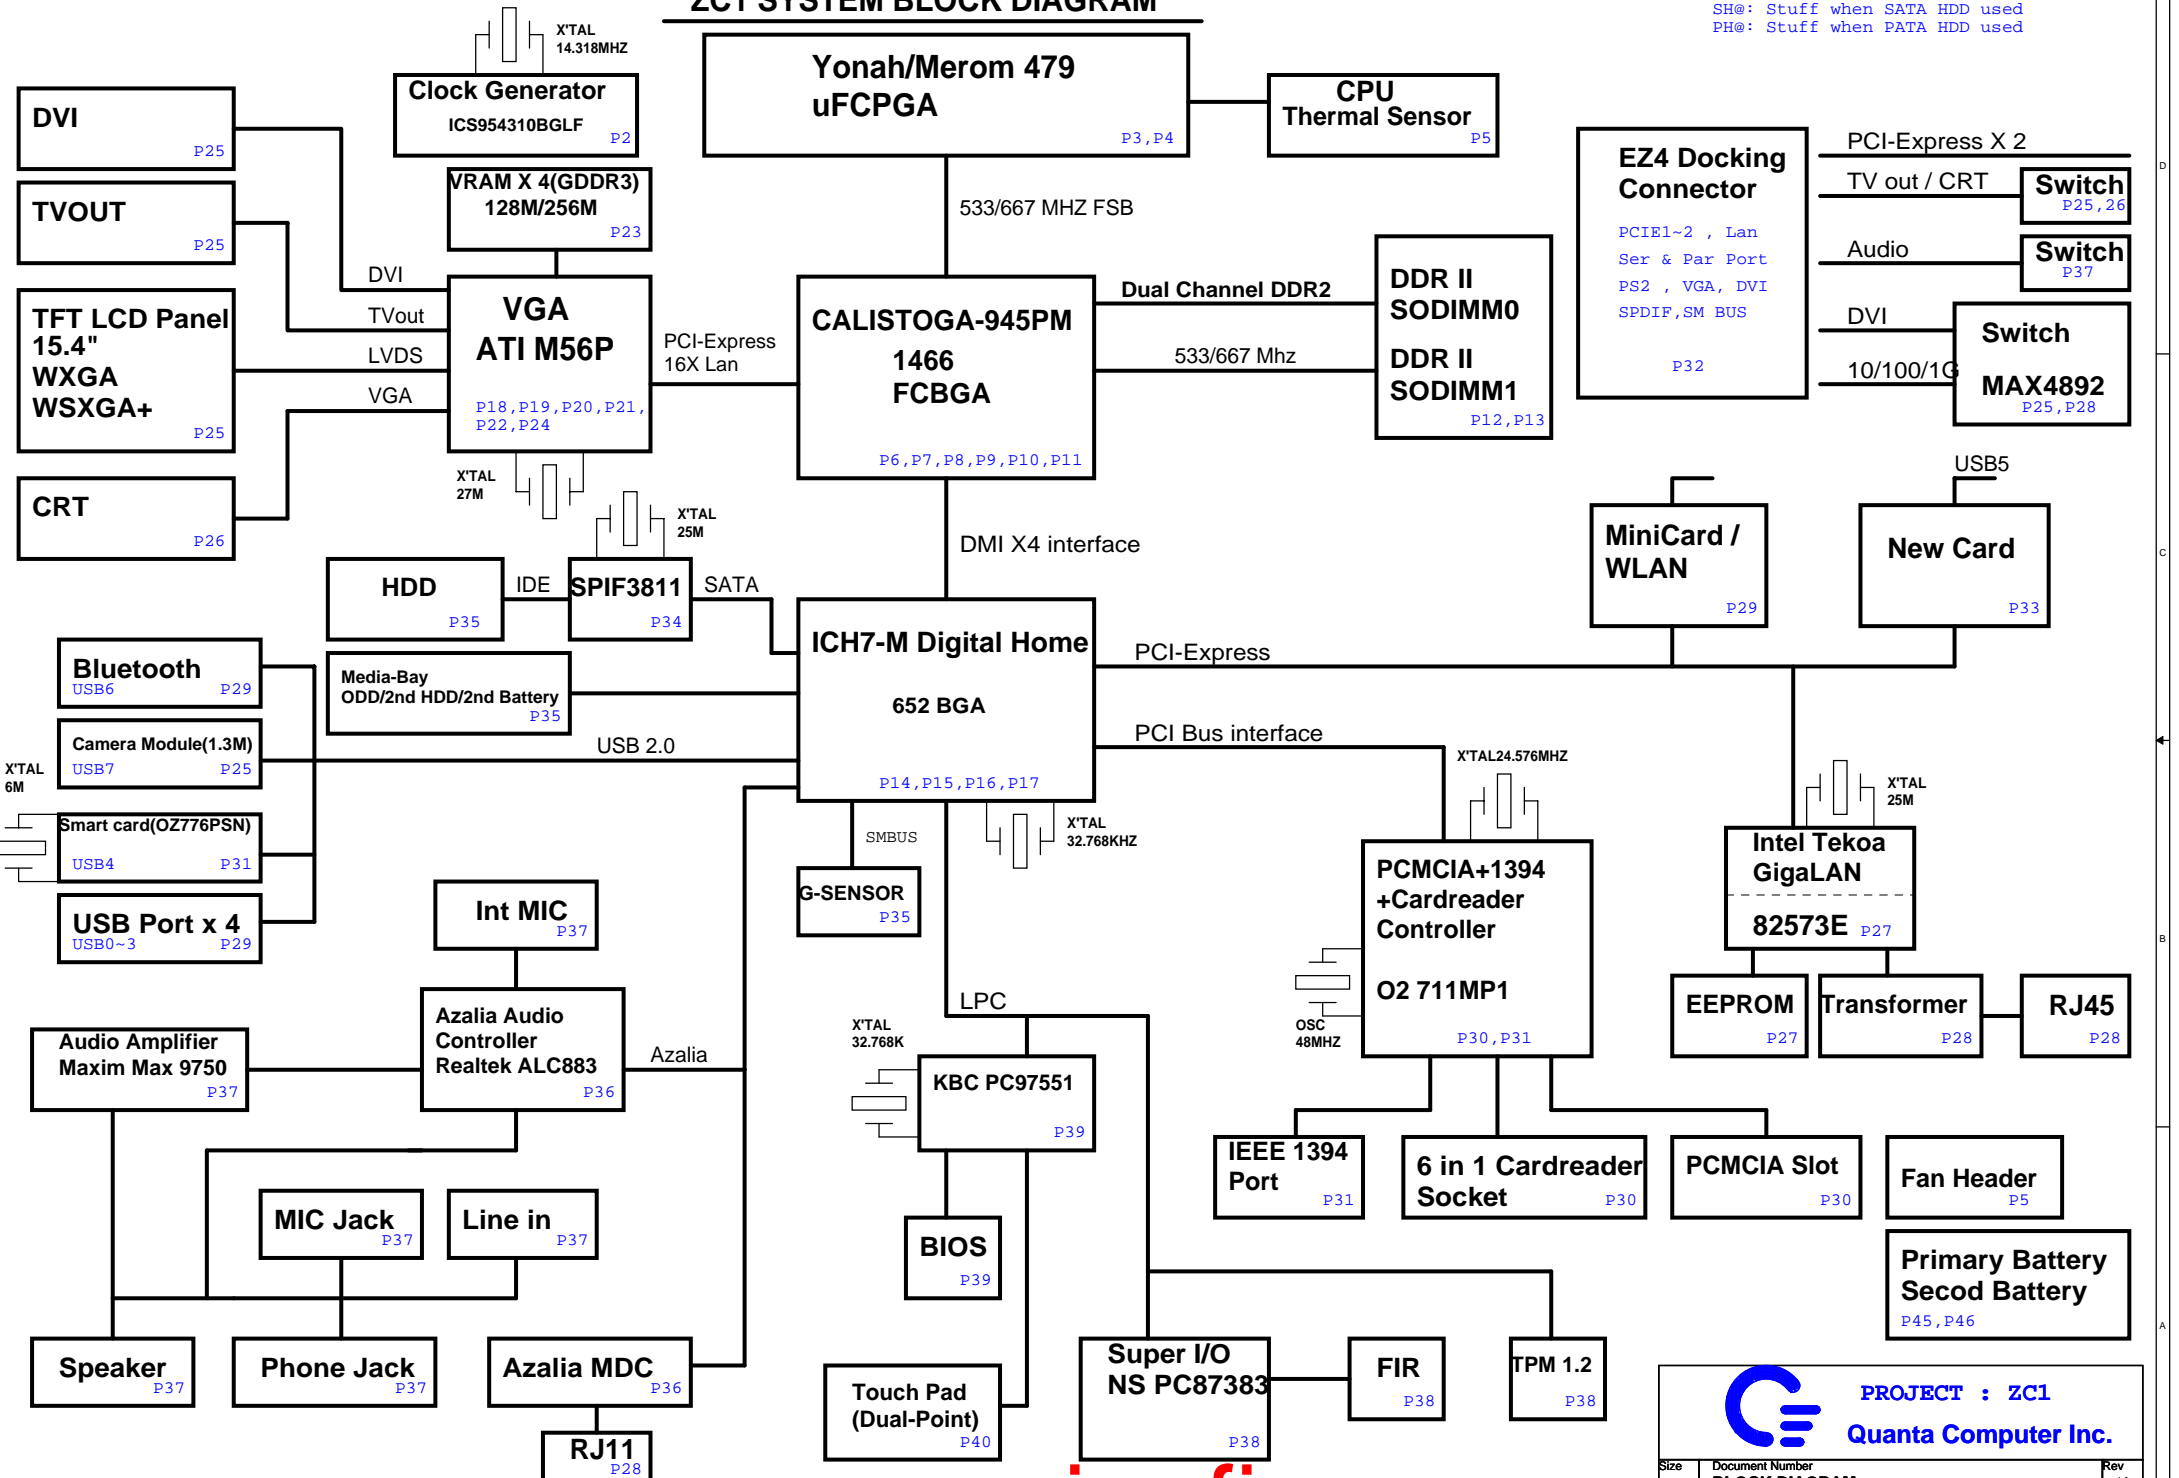 ZC1 SYSTEM BLOCK DIAGRAM
SH@: Stuff when SATA HDD used
PH@: Stuff when PATA HDD used
X'TAL
14.318MHZ
Clock Generator
ICS954310BGLF
P2
Yonah/Merom 479
uFCPGA
P3,P4
CPU
Thermal Sensor
P5
DVI
P25
TVOUT
P25
TFT LCD Panel
15.4"
WXGA
WSXGA+
P25
CRT
P26
VRAM X 4(GDDR3)
128M/256M
P23
DVI
TVout
LVDS
VGA
VGA
ATI M56P
P18,P19,P20,P21,
P22,P24
X'TAL
27M
PCI-Express
16X Lan
533/667 MHZ FSB
CALISTOGA-945PM
1466
FCBGA
P6,P7,P8,P9,P10,P11
Dual Channel DDR2
533/667 Mhz
DDR II
SODIMM0
DDR II
SODIMM1
P12,P13
EZ4 Docking
Connector
PCIE1~2 , Lan
Ser & Par Port
PS2 , VGA, DVI
SPDIF,SM BUS
P32
PCI-Express X 2
TV out / CRT
Switch
P25,26
Audio
Switch
P37
DVI
10/100/1G
Switch
MAX4892
P25,P28
USB5
MiniCard /
WLAN
P29
New Card
P33
DMI X4 interface
X'TAL
25M
HDD
P35
IDE
SPIF3811
P34
SATA
Media-Bay
ODD/2nd HDD/2nd Battery
P35
ICH7-M Digital Home
652 BGA
P14,P15,P16,P17
PCI-Express
PCI Bus interface
USB 2.0
Bluetooth
USB6
P29
Camera Module(1.3M)
USB7
P25
X'TAL
6M
Smart card(OZ776PSN)
USB4
P31
USB Port x 4
USB0~3
P29
SMBUS
G-SENSOR
P35
X'TAL
32.768KHZ
X'TAL24.576MHZ
PCMCIA+1394
+Cardreader
Controller
O2 711MP1
P30,P31
OSC
48MHZ
X'TAL
25M
Intel Tekoa
GigaLAN
82573E
P27
EEPROM
P27
Transformer
P28
RJ45
P28
Int MIC
P37
Azalia Audio
Controller
Realtek ALC883
P36
Azalia
Audio Amplifier
Maxim Max 9750
P37
LPC
X'TAL
32.768K
KBC PC97551
P39
IEEE 1394
Port
P31
6 in 1 Cardreader
Socket
P30
PCMCIA Slot
P30
Fan Header
P5
MIC Jack
P37
Line in
P37
BIOS
P39
Primary Battery
Secod Battery
P45,P46
Speaker
P37
Phone Jack
P37
Azalia MDC
P36
RJ11
P28
Touch Pad
(Dual-Point)
P40
Super I/O
NS PC87383
P38
FIR
P38
TPM 1.2
P38
PROJECT : ZC1
Quanta Computer Inc.
Size
Document Number
Rev
BLOCK DIAGRAM
D
C
B
A